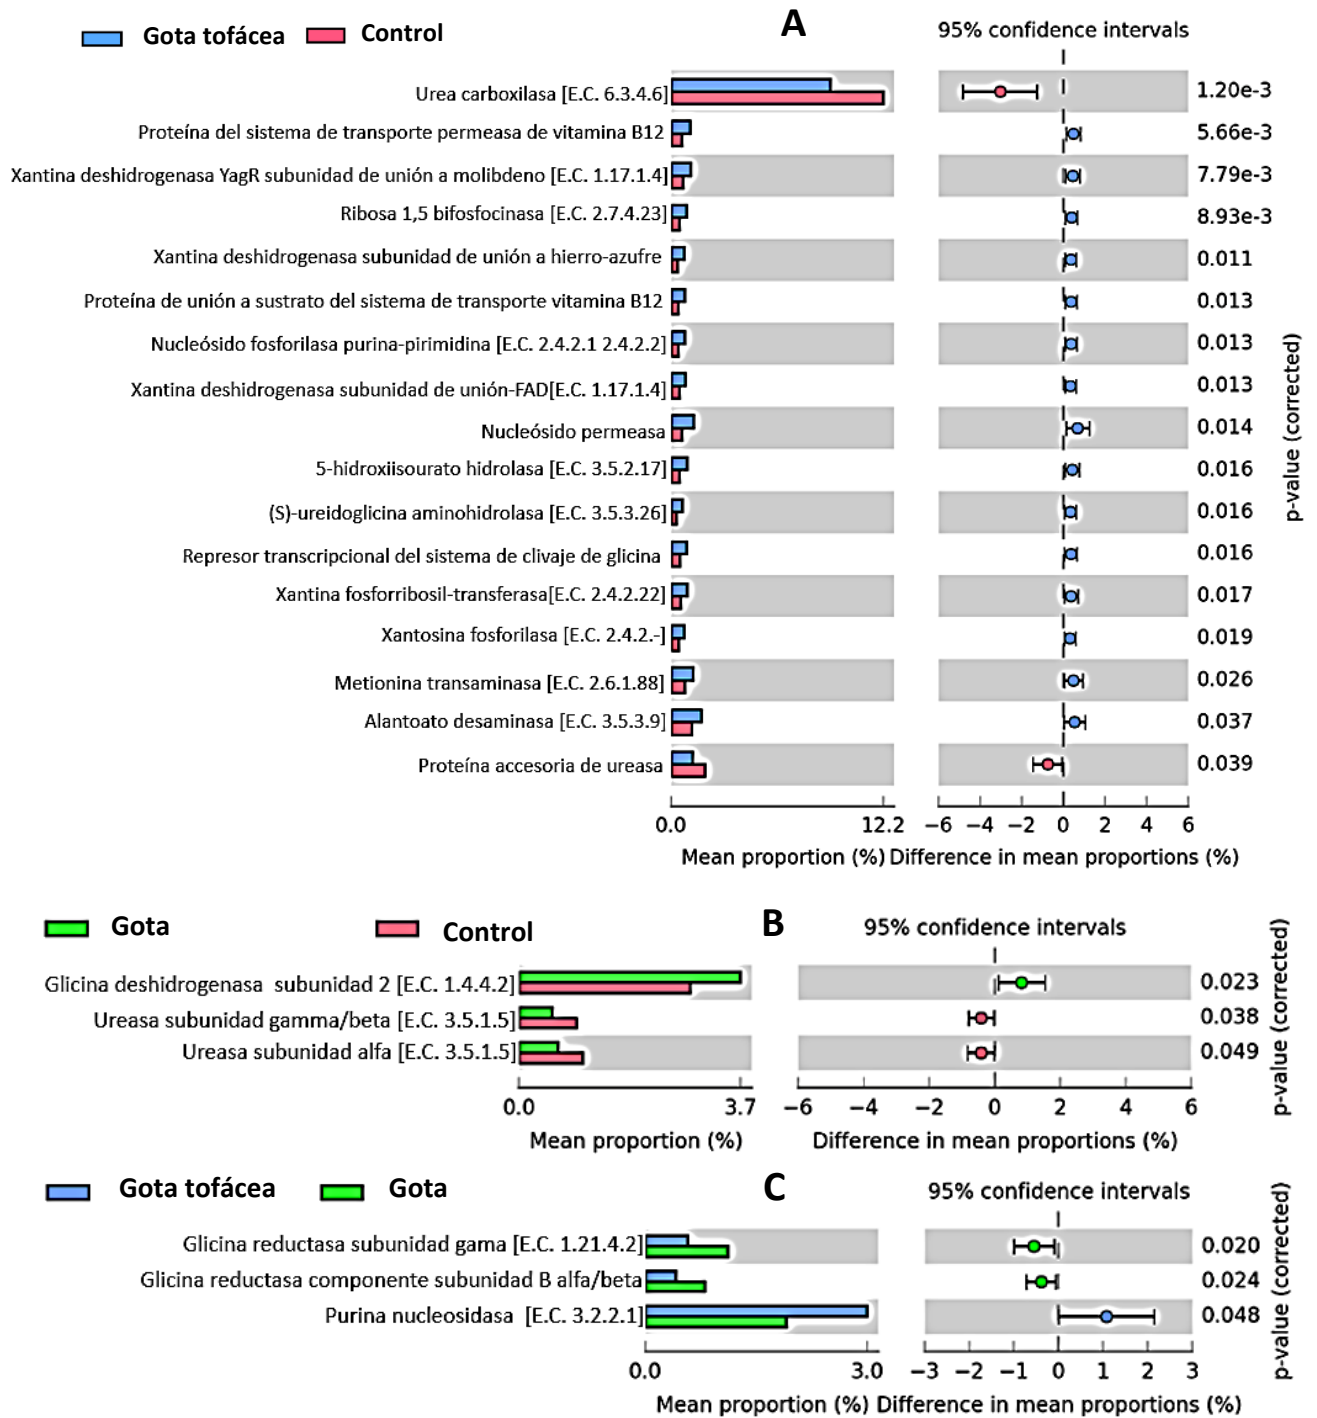 Gota tofácea Control A 95% confidence intervals
Urea carboxilasa [E.C. 6.3.4.6] 1.20e-3
Proteína del sistema de transporte permeasa de vitamina B12 5.66e-3
Xantina deshidrogenasa YagR subunidad de unión a molibdeno [E.C. 1.17.1.4] 7.79e-3
Ribosa 1,5 bifosfocinasa [E.C. 2.7.4.23] 8.93e-3
Xantina deshidrogenasa subunidad de unión a hierro-azufre 0.011
Proteína de unión a sustrato del sistema de transporte vitamina B12 0.013
Nucleósido fosforilasa purina-pirimidina [E.C. 2.4.2.1 2.4.2.2] 0.013
Xantina deshidrogenasa subunidad de unión-FAD[E.C. 1.17.1.4] 0.013
Nucleósido permeasa 0.014
5-hidroxiisourato hidrolasa [E.C. 3.5.2.17] 0.016
(S)-ureidoglicina aminohidrolasa [E.C. 3.5.3.26] 0.016
Represor transcripcional del sistema de clivaje de glicina 0.016
Xantina fosforribosil-transferasa[E.C. 2.4.2.22] 0.017
Xantosina fosforilasa [E.C. 2.4.2.-] 0.019
Metionina transaminasa [E.C. 2.6.1.88] 0.026
Alantoato desaminasa [E.C. 3.5.3.9] 0.037
Proteína accesoria de ureasa 0.039
p-value (corrected)
0.0 12.2 −6 −4 −2 0 2 4 6
Mean proportion (%) Difference in mean proportions (%)
Gota Control B 95% confidence intervals
Glicina deshidrogenasa subunidad 2 [E.C. 1.4.4.2] 0.023
Ureasa subunidad gamma/beta [E.C. 3.5.1.5] 0.038
Ureasa subunidad alfa [E.C. 3.5.1.5] 0.049
p-value (corrected)
0.0 3.7 −6 −4 −2 0 2 4 6
Mean proportion (%) Difference in mean proportions (%)
Gota tofácea Gota C 95% confidence intervals
Glicina reductasa subunidad gama [E.C. 1.21.4.2] 0.020
Glicina reductasa componente subunidad B alfa/beta 0.024
Purina nucleosidasa [E.C. 3.2.2.1] 0.048
p-value (corrected)
0.0 3.0 −3 −2 −1 0 1 2 3
Mean proportion (%) Difference in mean proportions (%)